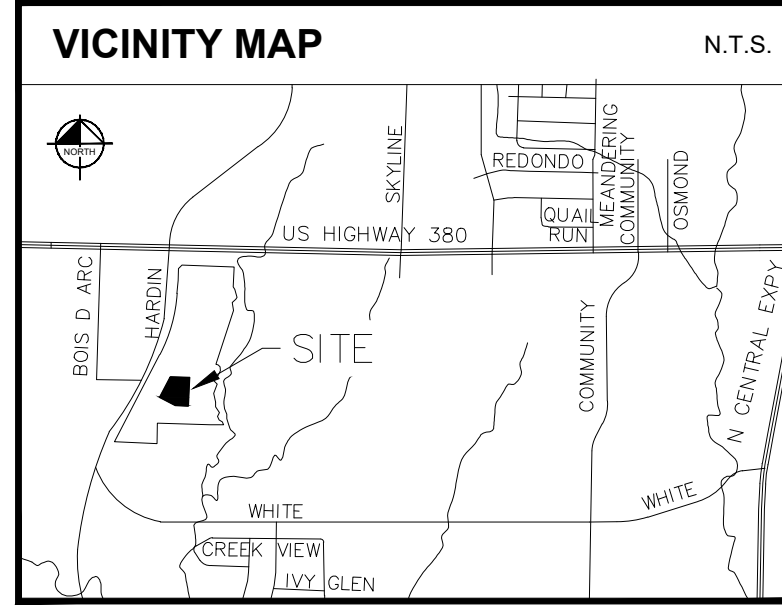 VICINITY MAP
N.T.S.
NORTH
SKYLINE
REDONDO
MEANDERING
COMMUNITY
OSMOND
QUAIL
RUN
US HIGHWAY 380
BOIS D ARC
HARDIN
SITE
COMMUNITY
N CENTRAL EXPY
WHITE
WHITE
CREEK VIEW
IVY GLEN